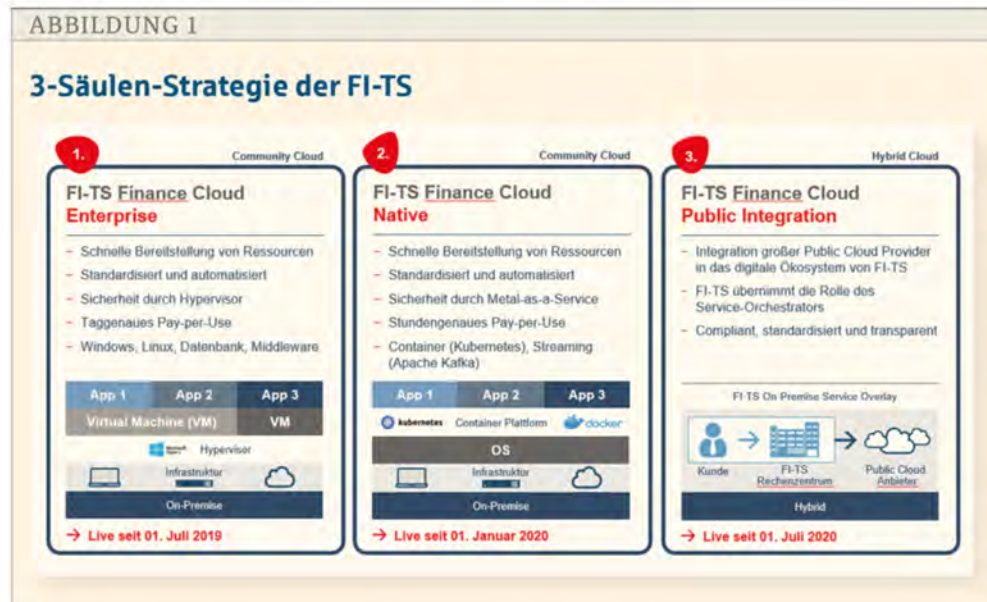 ABBILDUNG 1
3-Säulen-Strategie der FI-TS
1.
Community Cloud
FI-TS Finance Cloud
Enterprise
– Schnelle Bereitstellung von Ressourcen
– Standardisiert und automatisiert
– Sicherheit durch Hypervisor
– Taggenaues Pay-per-Use
– Windows, Linux, Datenbank, Middleware
App 1 App 2 App 3
Virtual Machine (VM) VM
Hypervisor
Infrastruktur
On-Premise
→ Live seit 01. Juli 2019
2.
Community Cloud
FI-TS Finance Cloud
Native
– Schnelle Bereitstellung von Ressourcen
– Standardisiert und automatisiert
– Sicherheit durch Metal-as-a-Service
– Stundengenaues Pay-per-Use
– Container (Kubernetes), Streaming
(Apache Kafka)
App 1 App 2 App 3
kubernetes Container Plattform docker
OS
Infrastruktur
On-Premise
→ Live seit 01. Januar 2020
3.
Hybrid Cloud
FI-TS Finance Cloud
Public Integration
– Integration großer Public Cloud Provider
in das digitale Ökosystem von FI-TS
– FI-TS übernimmt die Rolle des
Service-Orchestrators
– Compliant, standardisiert und transparent
FI-TS On Premise Service Overlay
Kunde FI-TS Public Cloud
Rechenzentrum Anbieter
Hybrid
→ Live seit 01. Juli 2020